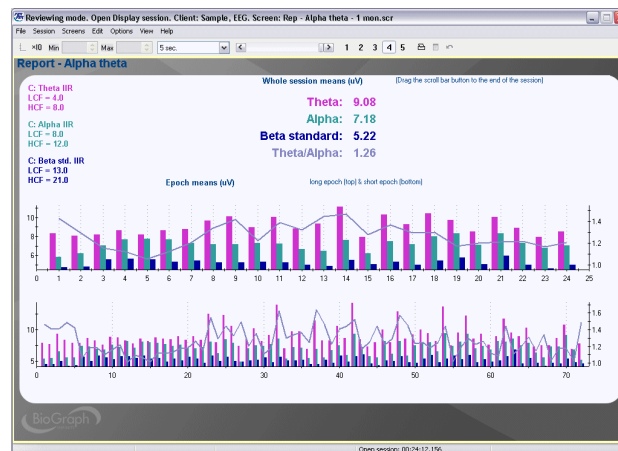 Reviewing mode. Open Display session. Client: Sample, EEG. Screen: Rep - Alpha theta - 1 mon.scr
File Session Screens Edit Options View Help
Min Max 5 sec. 1 2 3 4 5
Report - Alpha theta
Whole session means (uV) (Drag the scroll bar button to the end of the session)
C: Theta IIR
LCF = 4.0
HCF = 8.0
C: Alpha IIR
LCF = 8.0
HCF = 12.0
C: Beta std. IIR
LCF = 13.0
HCF = 21.0
Theta: 9.08
Alpha: 7.18
Beta standard: 5.22
Theta/Alpha: 1.26
Epoch means (uV) long epoch (top) & short epoch (bottom)
10
8
6
1.4
1.2
1.0
0 1 2 3 4 5 6 7 8 9 10 11 12 13 14 15 16 17 18 19 20 21 22 23 24 25
10
5
1.6
1.4
1.2
1.0
0 10 20 30 40 50 60 70
BioGraph
Open session: 00:24:12.156